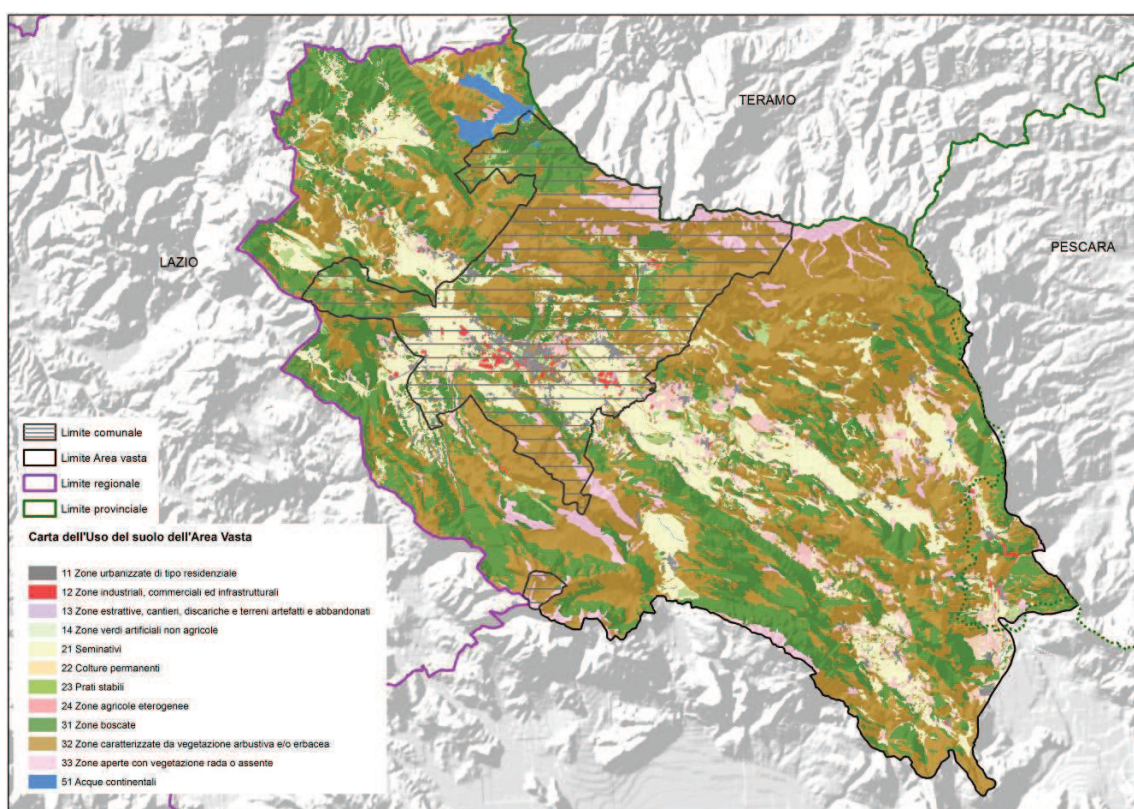 TERAMO
PESCARA
LAZIO
Limite comunale
Limite Area vasta
Limite regionale
Limite provinciale
Carta dell'Uso del suolo dell'Area Vasta
11 Zone urbanizzate di tipo residenziale
12 Zone industriali, commerciali ed infrastrutturali
13 Zone estrattive, cantieri, discariche e terreni artefatti e abbandonati
14 Zone verdi artificiali non agricole
21 Seminativi
22 Colture permanenti
23 Prati stabili
24 Zone agricole eterogenee
31 Zone boscate
32 Zone caratterizzate da vegetazione arbustiva e/o erbacea
33 Zone aperte con vegetazione rada o assente
51 Acque continentali